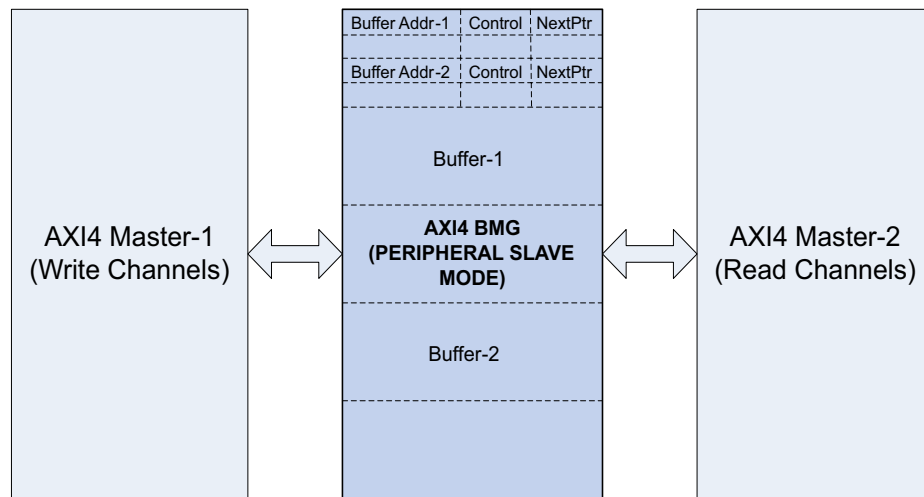 Buffer Addr-1 Control NextPtr
Buffer Addr-2 Control NextPtr
Buffer-1
AXI4 Master-1
(Write Channels)
AXI4 BMG
(PERIPHERAL SLAVE
MODE)
AXI4 Master-2
(Read Channels)
Buffer-2